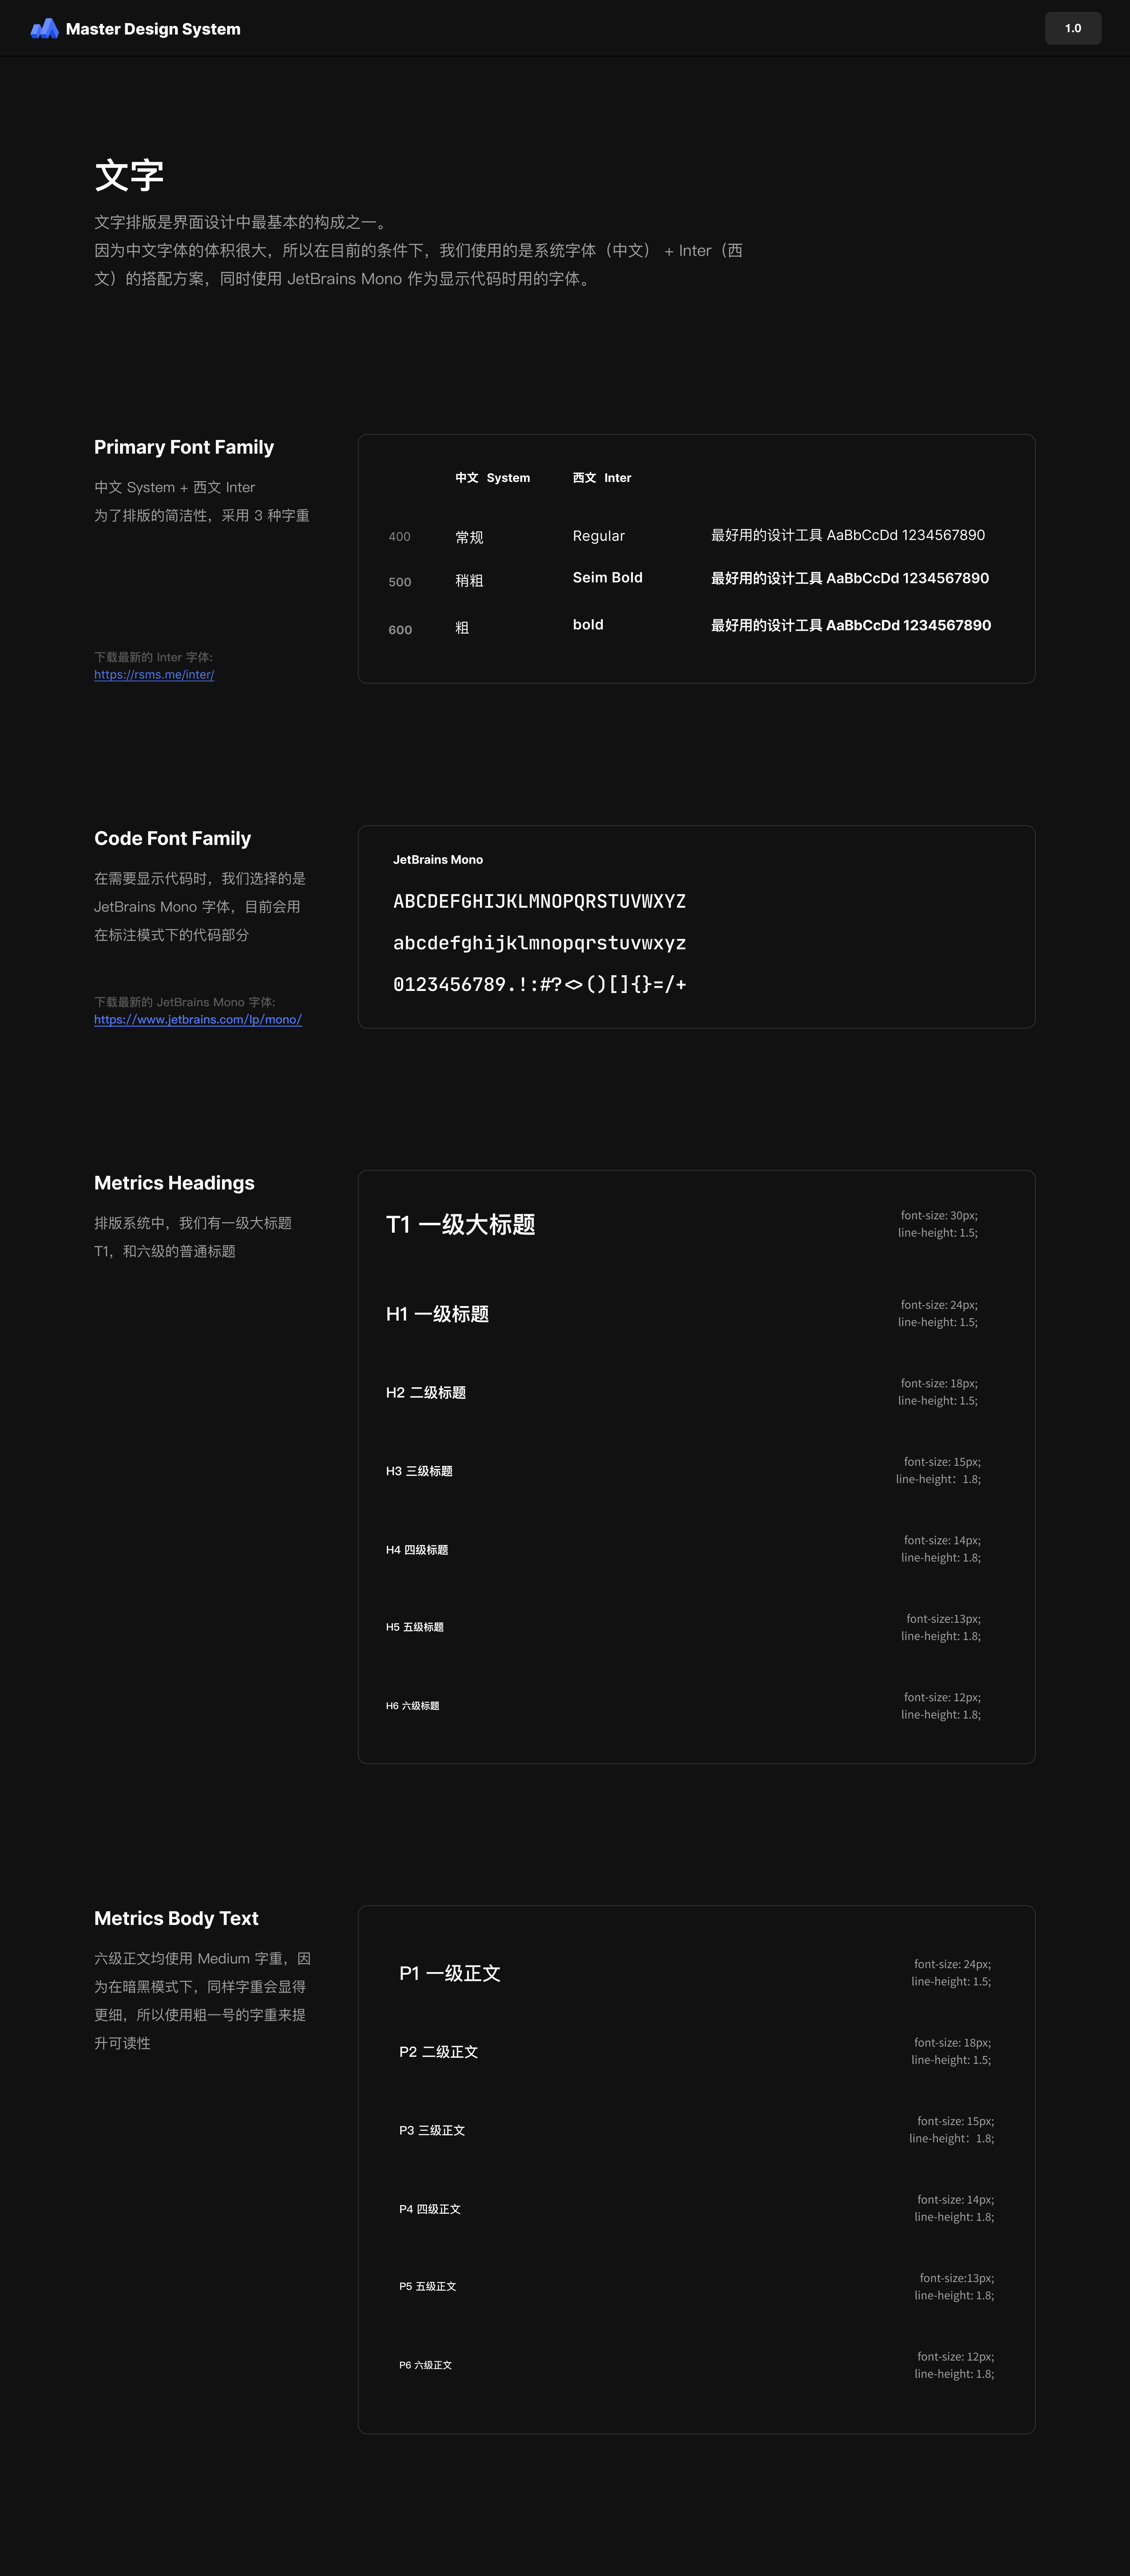 Master Design System
1.0
文字
文字排版是界面设计中最基本的构成之一。
因为中文字体的体积很大，所以在目前的条件下，我们使用的是系统字体（中文） + Inter（西
文）的搭配方案，同时使用 JetBrains Mono 作为显示代码时用的字体。
Primary Font Family
中文 System + 西文 Inter
为了排版的简洁性，采用 3 种字重
下载最新的 Inter 字体:
https://rsms.me/inter/
中文 System 西文 Inter
400 常规 Regular 最好用的设计工具 AaBbCcDd 1234567890
500 稍粗 Seim Bold 最好用的设计工具 AaBbCcDd 1234567890
600 粗 bold 最好用的设计工具 AaBbCcDd 1234567890
Code Font Family
在需要显示代码时，我们选择的是
JetBrains Mono 字体，目前会用
在标注模式下的代码部分
下载最新的 JetBrains Mono 字体:
https://www.jetbrains.com/lp/mono/
JetBrains Mono
ABCDEFGHIJKLMNOPQRSTUVWXYZ
abcdefghijklmnopqrstuvwxyz
0123456789.!:#?<>()[]{}=/+
Metrics Headings
排版系统中，我们有一级大标题
T1，和六级的普通标题
T1 一级大标题
font-size: 30px;
line-height: 1.5;
H1 一级标题
font-size: 24px;
line-height: 1.5;
H2 二级标题
font-size: 18px;
line-height: 1.5;
H3 三级标题
font-size: 15px;
line-height：1.8;
H4 四级标题
font-size: 14px;
line-height: 1.8;
H5 五级标题
font-size:13px;
line-height: 1.8;
H6 六级标题
font-size: 12px;
line-height: 1.8;
Metrics Body Text
六级正文均使用 Medium 字重，因
为在暗黑模式下，同样字重会显得
更细，所以使用粗一号的字重来提
升可读性
P1 一级正文
font-size: 24px;
line-height: 1.5;
P2 二级正文
font-size: 18px;
line-height: 1.5;
P3 三级正文
font-size: 15px;
line-height：1.8;
P4 四级正文
font-size: 14px;
line-height: 1.8;
P5 五级正文
font-size:13px;
line-height: 1.8;
P6 六级正文
font-size: 12px;
line-height: 1.8;